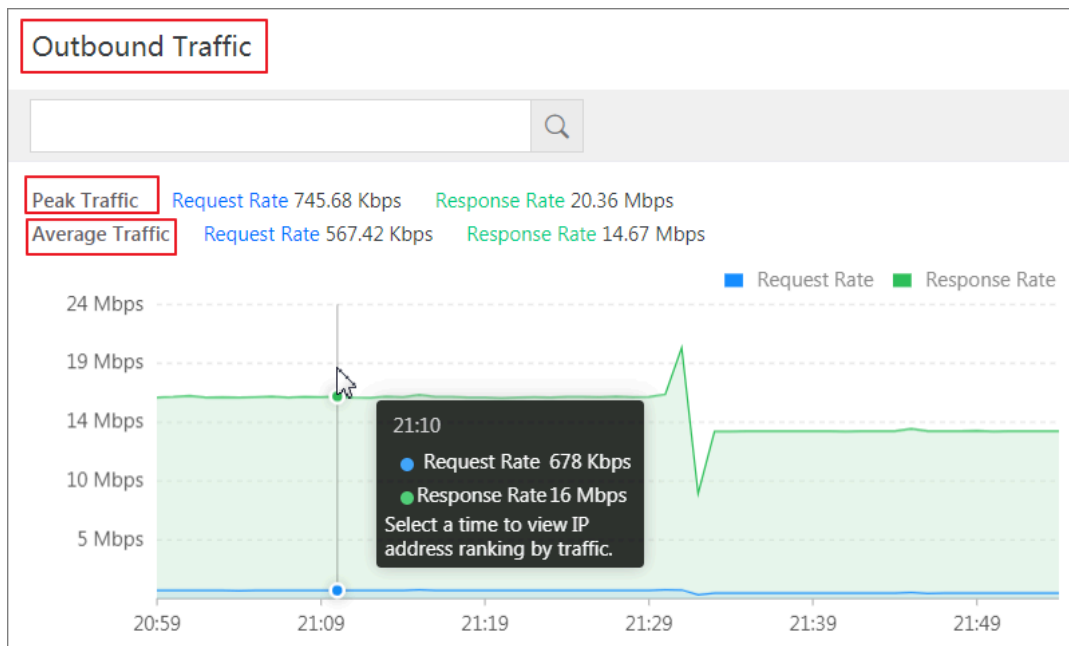 Outbound Traffic
Peak Traffic Request Rate 745.68 Kbps Response Rate 20.36 Mbps
Average Traffic Request Rate 567.42 Kbps Response Rate 14.67 Mbps
Request Rate Response Rate
24 Mbps
19 Mbps
14 Mbps
10 Mbps
5 Mbps
21:10
Request Rate 678 Kbps
Response Rate 16 Mbps
Select a time to view IP
address ranking by traffic.
20:59 21:09 21:19 21:29 21:39 21:49